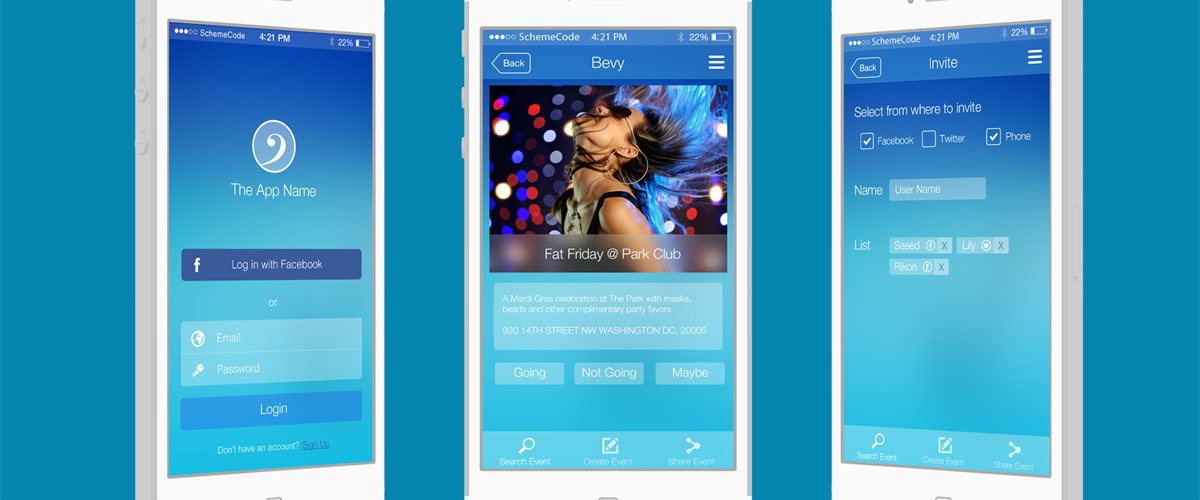 SchemeCode 4:21 PM 22%
The App Name
Log in with Facebook
or
Email
Password
Login
Don't have an account? Sign Up
SchemeCode 4:21 PM 22%
Back Bevy
Fat Friday @ Park Club
A Mardi Gras celebration at The Park with masks,
beads and other complimentary party favors
920 14TH STREET NW WASHINGTON DC, 20005
Going Not Going Maybe
Search Event Create Event Share Event
SchemeCode 4:21 PM 22%
Back Invite
Select from where to invite
Facebook Twitter Phone
Name User Name
List Saeed X Lily X
Rikon X
Search Event Create Event Share Event